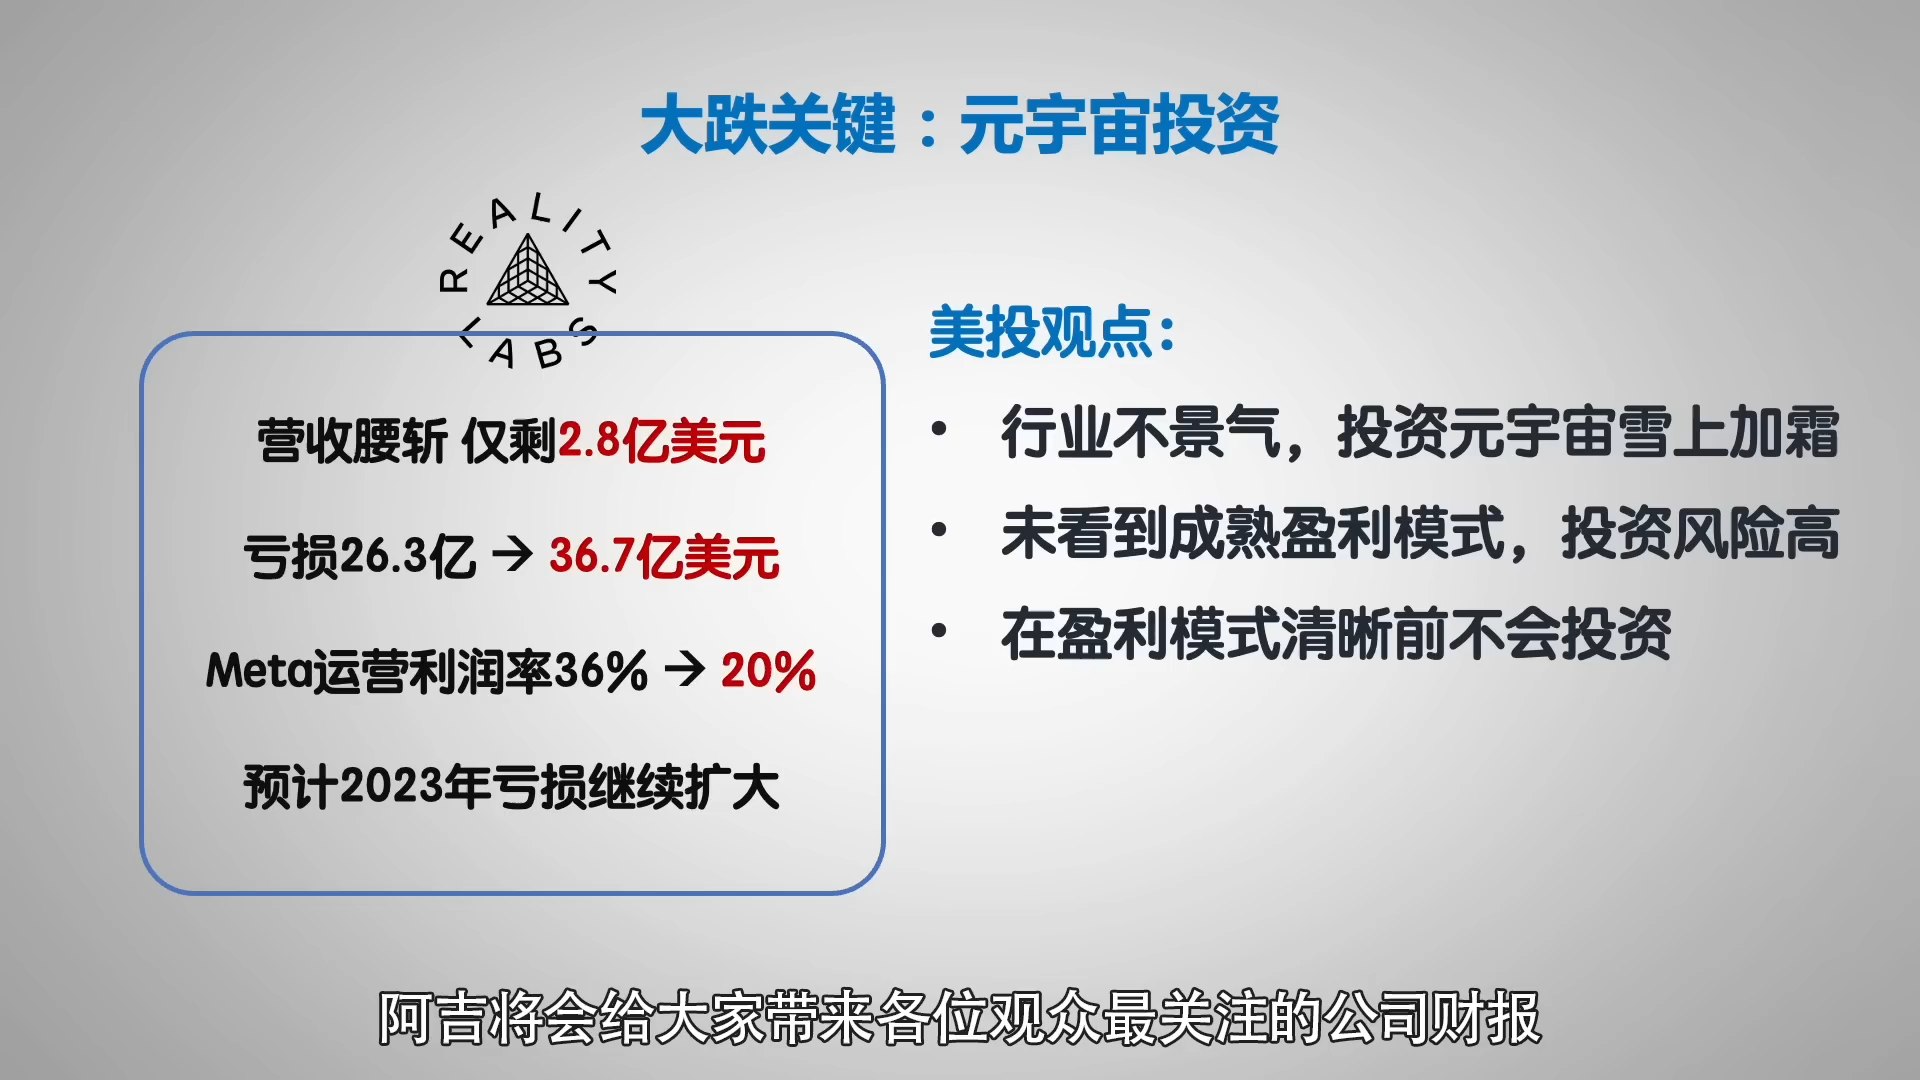 大跌关键：元宇宙投资
REALITY LABS
营收腰斩 仅剩2.8亿美元
亏损26.3亿 → 36.7亿美元
Meta运营利润率36% → 20%
预计2023年亏损继续扩大
美投观点：
• 行业不景气，投资元宇宙雪上加霜
• 未看到成熟盈利模式，投资风险高
• 在盈利模式清晰前不会投资
阿吉将会给大家带来各位观众最关注的公司财报